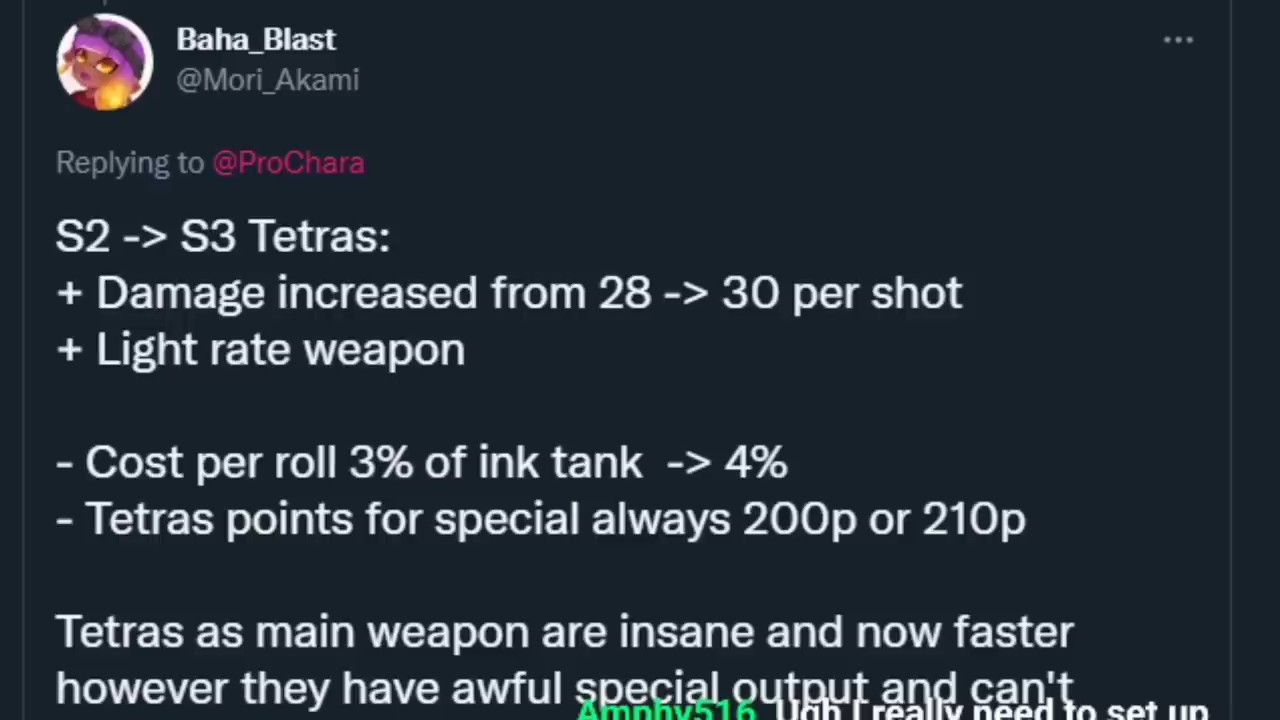 Baha_Blast
@Mori_Akami
Replying to @ProChara
S2 -> S3 Tetras:
+ Damage increased from 28 -> 30 per shot
+ Light rate weapon
- Cost per roll 3% of ink tank -> 4%
- Tetras points for special always 200p or 210p
Tetras as main weapon are insane and now faster
however they have awful special output and can't
Amphy516 Ugh I really need to set up